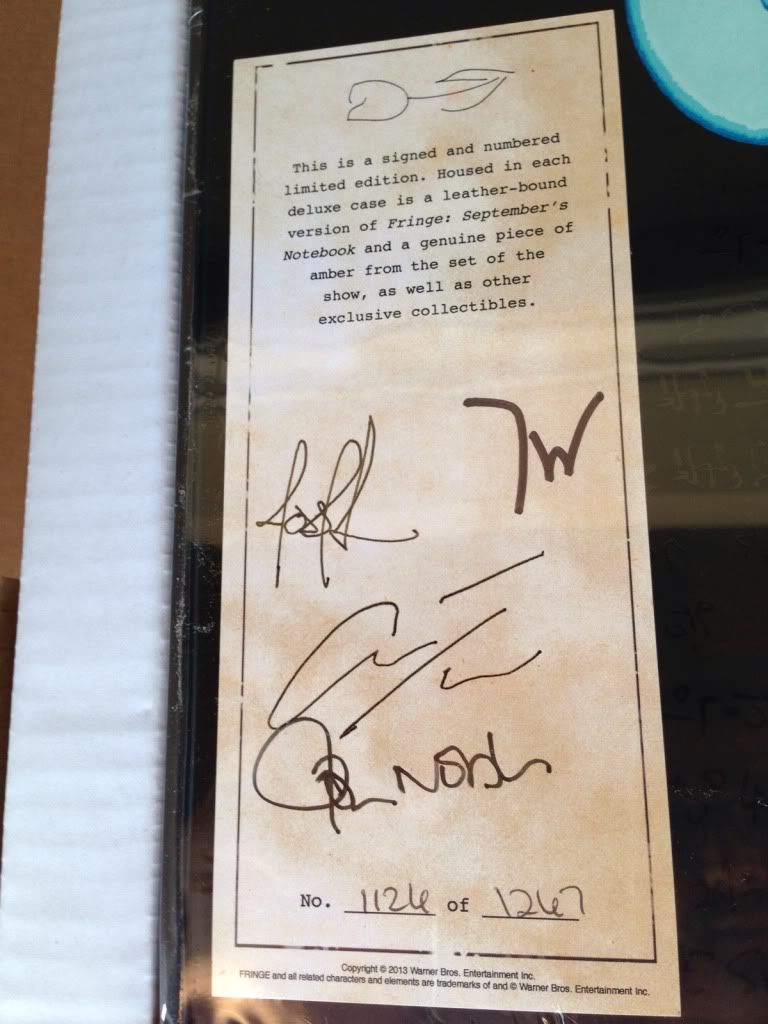 This is a signed and numbered
limited edition. Housed in each
deluxe case is a leather-bound
version of Fringe: September's
Notebook and a genuine piece of
amber from the set of the
show, as well as other
exclusive collectibles.
JW
John Noble
No. 1126 of 1267
Copyright © 2013 Warner Bros. Entertainment Inc.
FRINGE and all related characters and elements are trademarks of and © Warner Bros. Entertainment Inc.